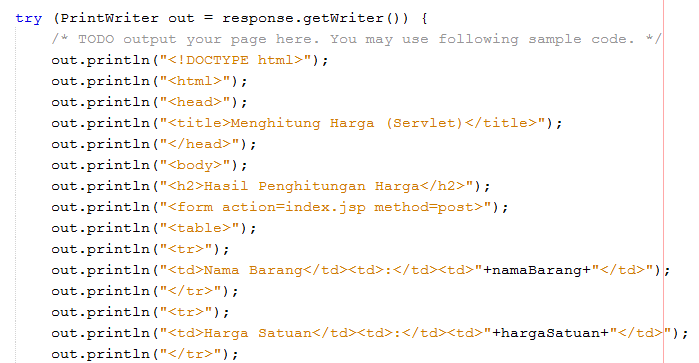 try (PrintWriter out = response.getWriter()) {
/* TODO output your page here. You may use following sample code. */
out.println("<!DOCTYPE html>");
out.println("<html>");
out.println("<head>");
out.println("<title>Menghitung Harga (Servlet)</title>");
out.println("</head>");
out.println("<body>");
out.println("<h2>Hasil Penghitungan Harga</h2>");
out.println("<form action=index.jsp method=post>");
out.println("<table>");
out.println("<tr>");
out.println("<td>Nama Barang</td><td>:</td><td>"+namaBarang+"</td>");
out.println("</tr>");
out.println("<tr>");
out.println("<td>Harga Satuan</td><td>:</td><td>"+hargaSatuan+"</td>");
out.println("</tr>");